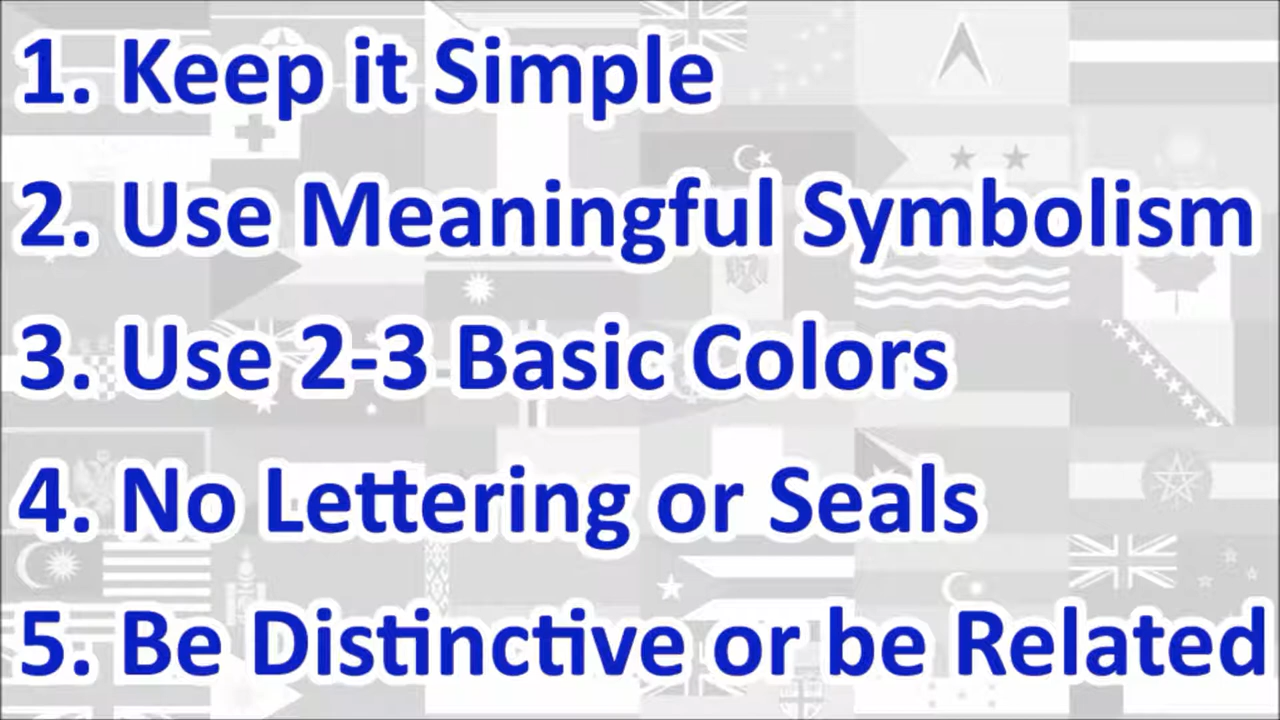 1. Keep it Simple
2. Use Meaningful Symbolism
3. Use 2-3 Basic Colors
4. No Lettering or Seals
5. Be Distinctive or be Related